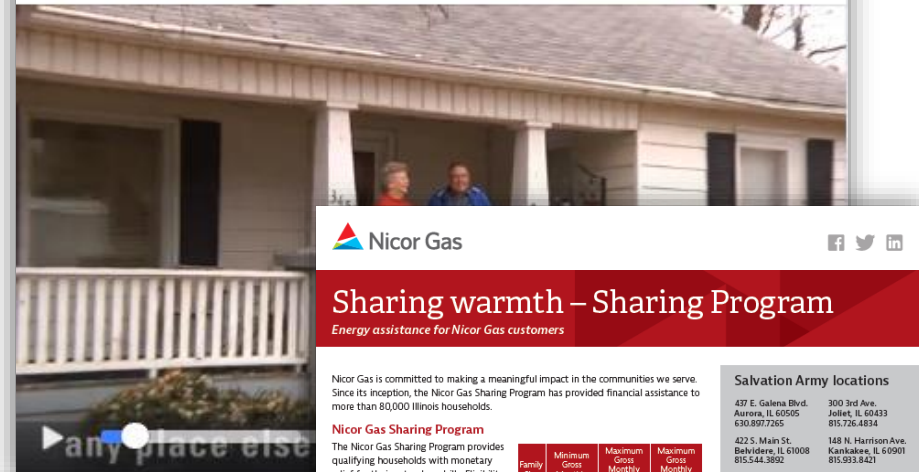 Nicor Gas
Sharing warmth – Sharing Program
Energy assistance for Nicor Gas customers
Nicor Gas is committed to making a meaningful impact in the communities we serve.
Since its inception, the Nicor Gas Sharing Program has provided financial assistance to
more than 80,000 Illinois households.
Nicor Gas Sharing Program
The Nicor Gas Sharing Program provides
qualifying households with monetary
Family
Minimum
Gross
Maximum
Gross
Monthly
Maximum
Gross
Monthly
Salvation Army locations
437 E. Galena Blvd.
Aurora, IL 60505
630.897.7265
300 3rd Ave.
Joliet, IL 60433
815.726.4834
422 S. Main St.
Belvidere, IL 61008
815.544.3892
148 N. Harrison Ave.
Kankakee, IL 60901
815.933.8421
any place else